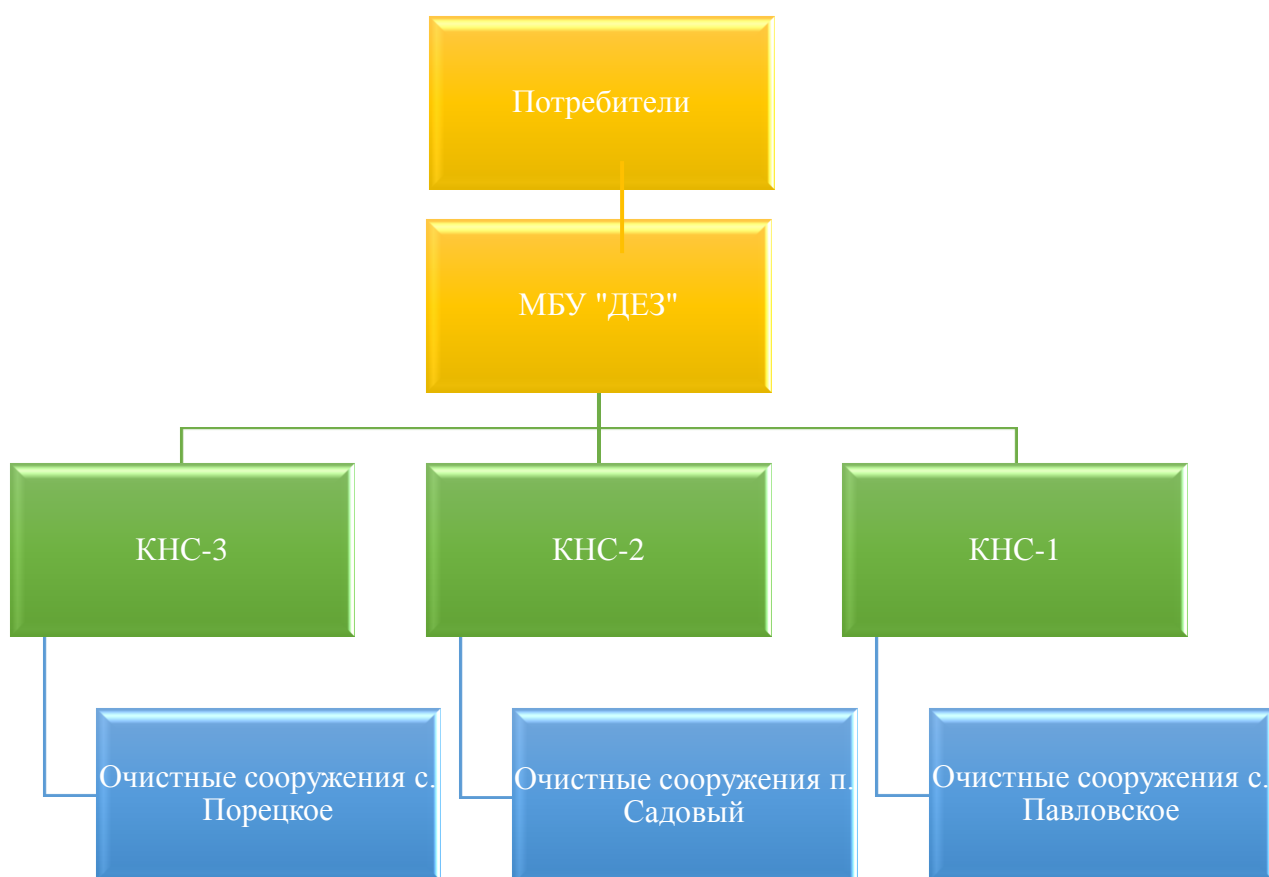 Потребители
МБУ "ДЕЗ"
КНС-3
КНС-2
КНС-1
Очистные сооружения с.
Порецкое
Очистные сооружения п.
Садовый
Очистные сооружения с.
Павловское